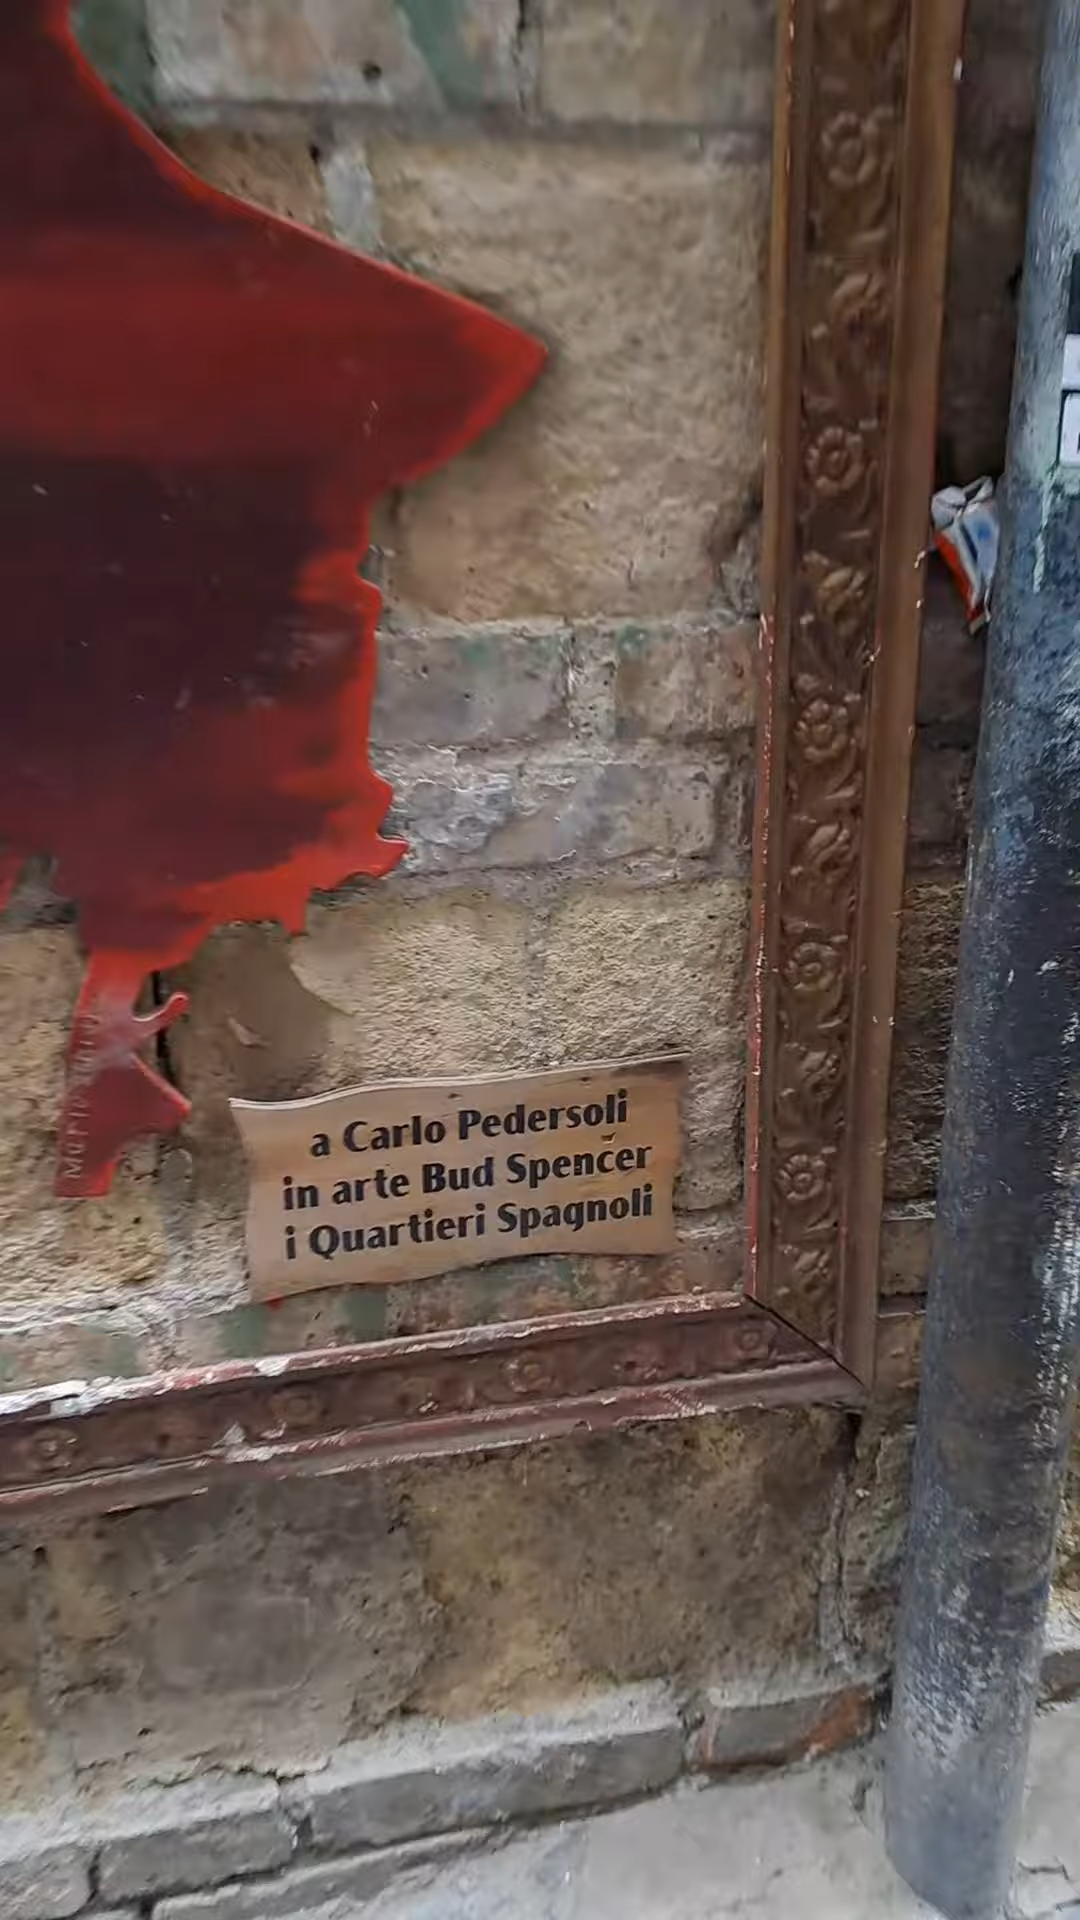 a Carlo Pedersoli
in arte Bud Spencer
i Quartieri Spagnoli